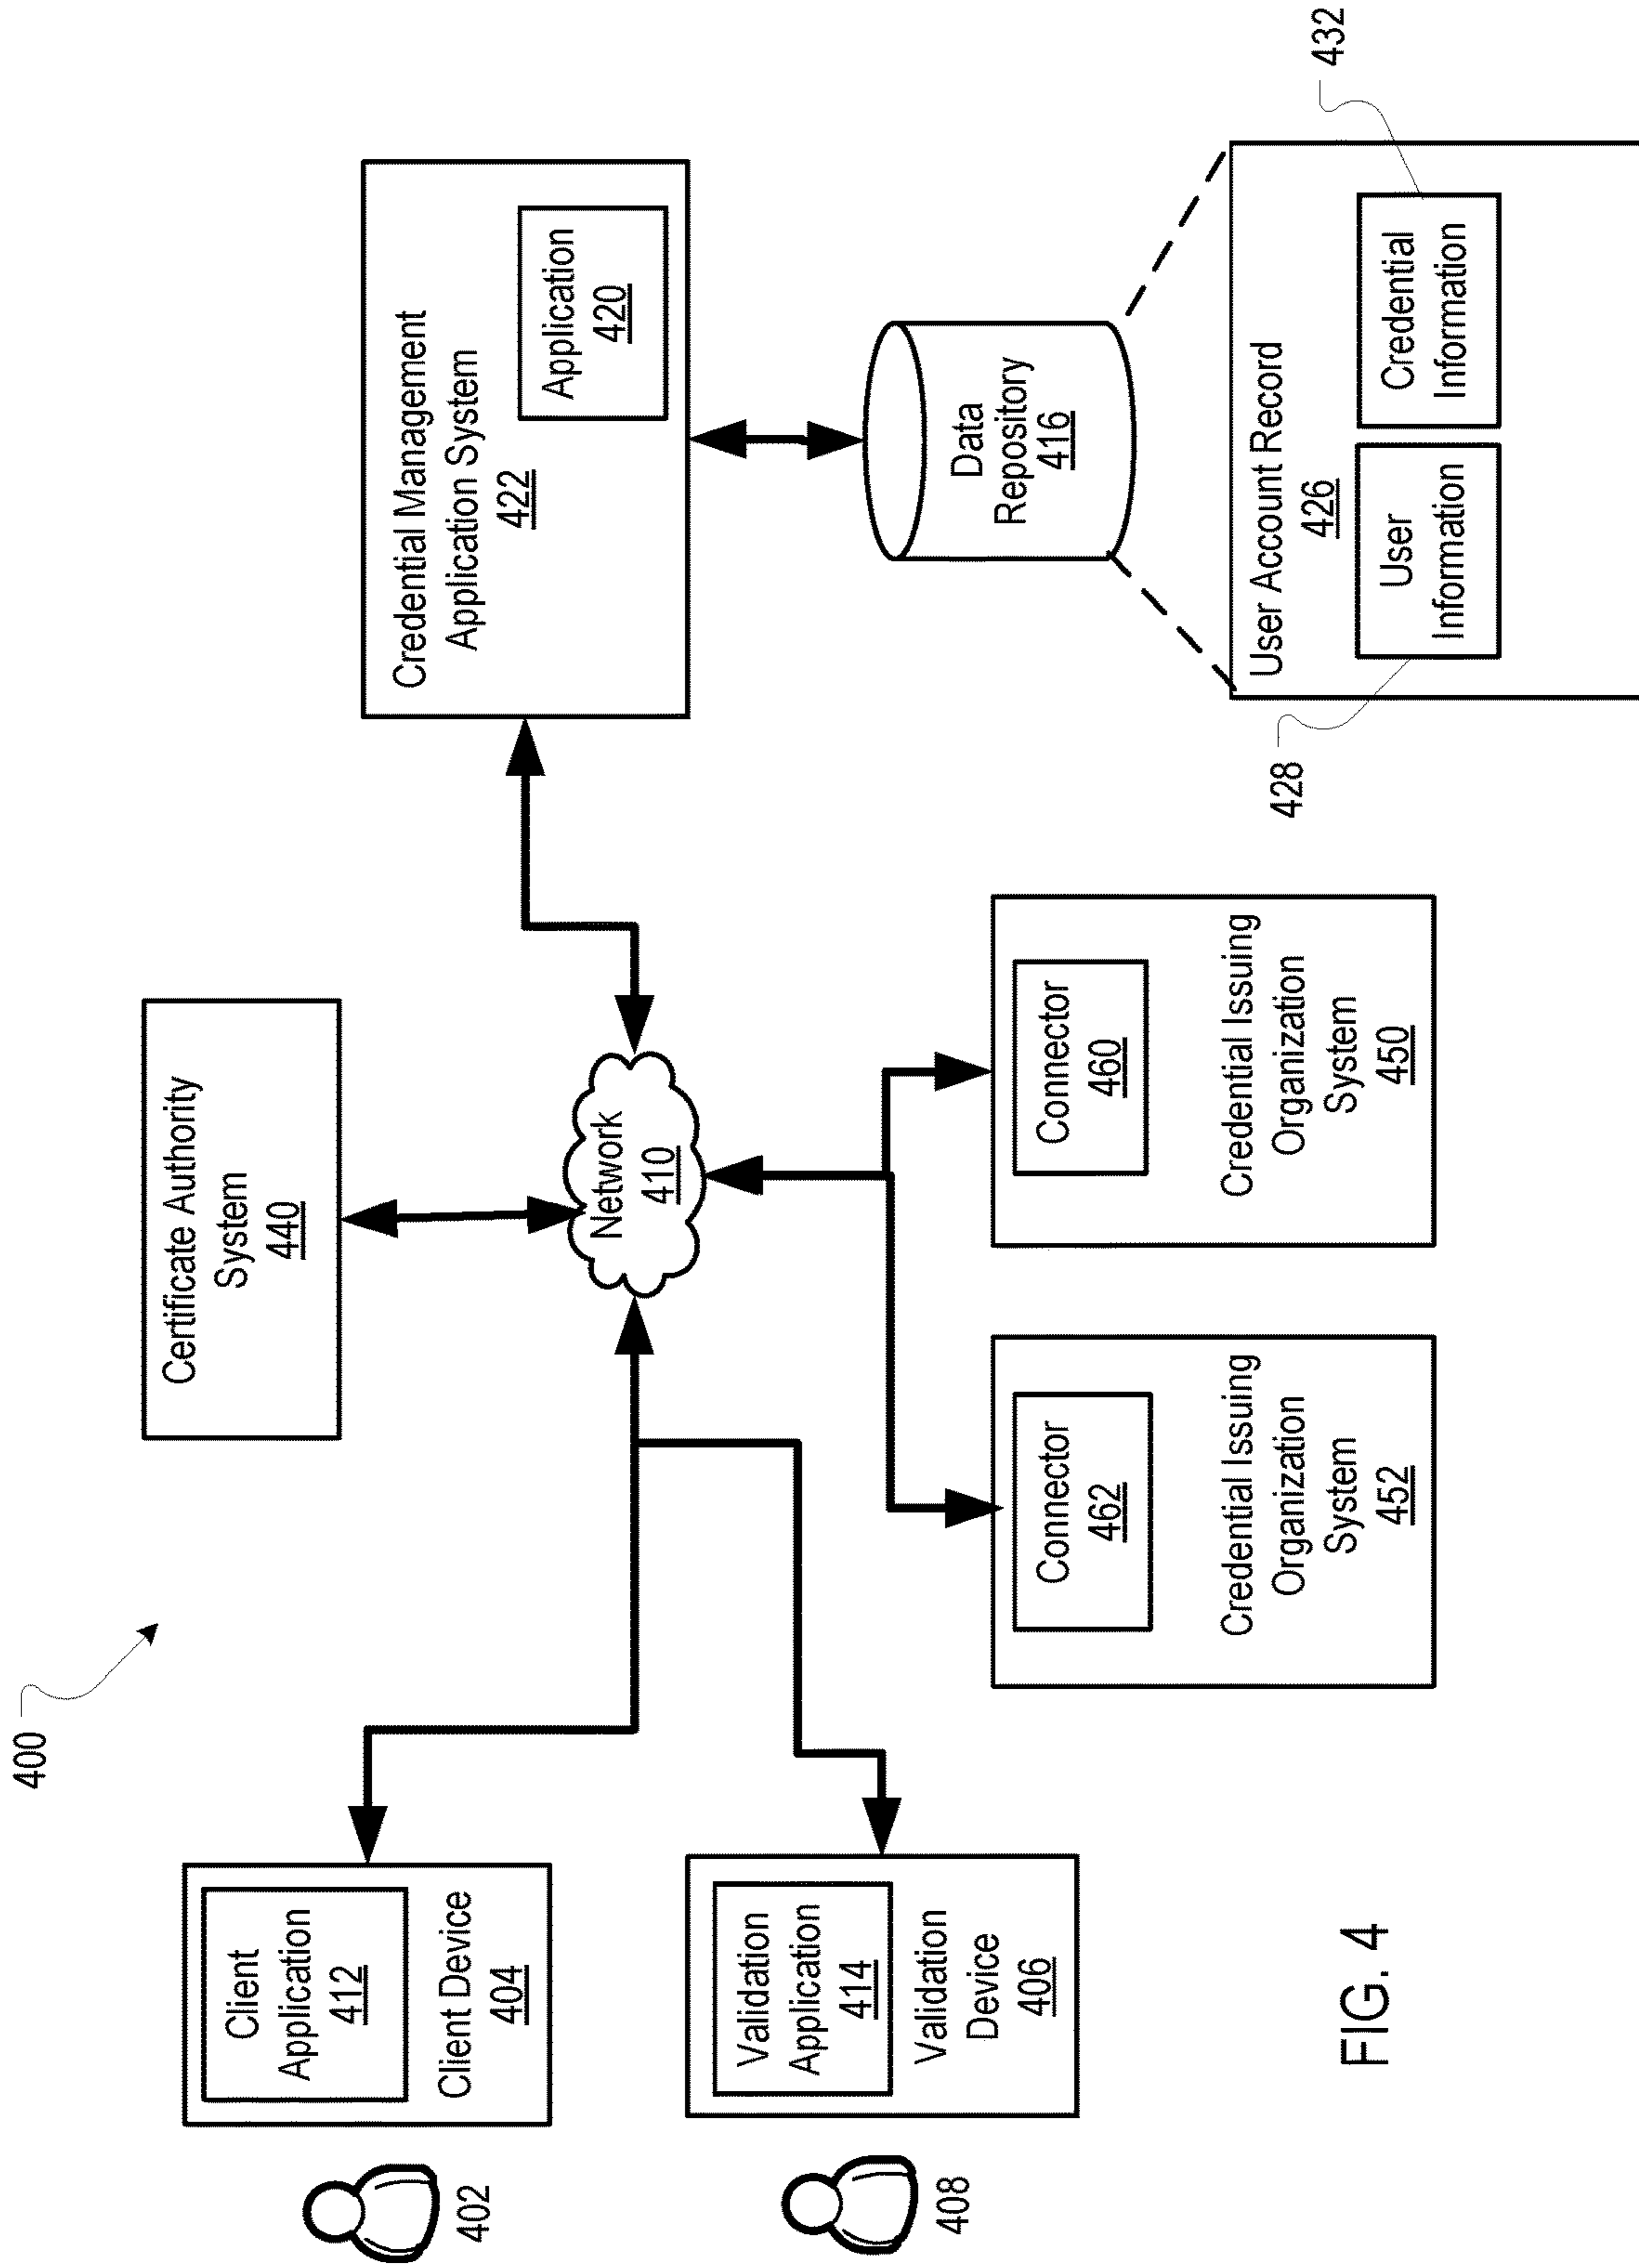 400
Certificate Authority
System
440
Client
Application
412
Client Device
404
402
Credential Management
Application System
422
Application
420
Network
410
Validation
Application
414
Validation
Device
406
408
Data
Repository
416
Connector
462
Credential Issuing
Organization
System
452
Connector
460
Credential Issuing
Organization
System
450
User Account Record
426
User
Information
428
Credential
Information
432
FIG. 4